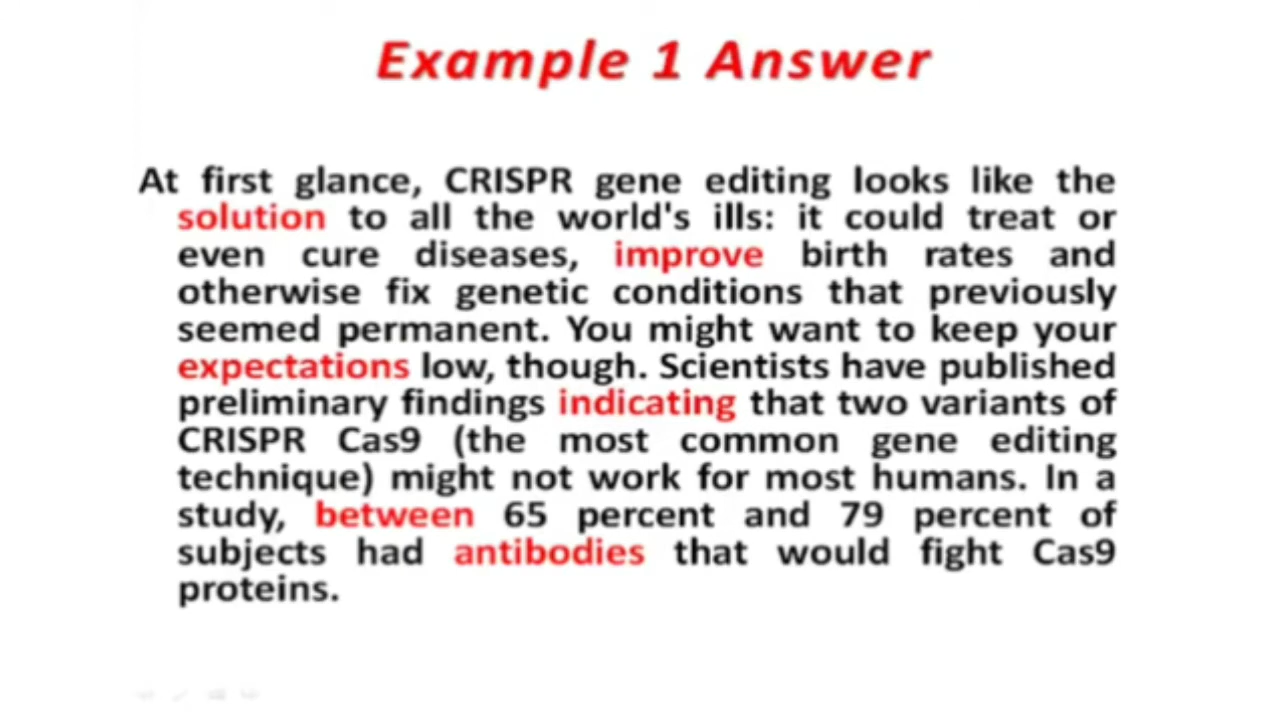 Example 1 Answer
At first glance, CRISPR gene editing looks like the
solution to all the world's ills: it could treat or
even cure diseases, improve birth rates and
otherwise fix genetic conditions that previously
seemed permanent. You might want to keep your
expectations low, though. Scientists have published
preliminary findings indicating that two variants of
CRISPR Cas9 (the most common gene editing
technique) might not work for most humans. In a
study, between 65 percent and 79 percent of
subjects had antibodies that would fight Cas9
proteins.